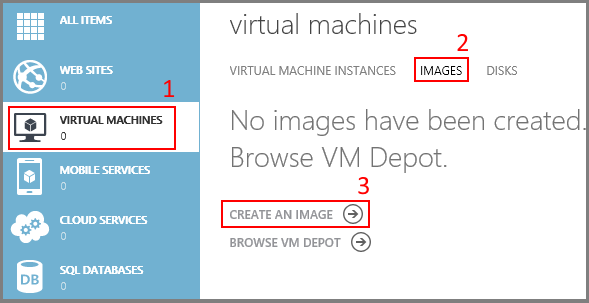 ALL ITEMS
WEB SITES
0
1
VIRTUAL MACHINES
0
MOBILE SERVICES
0
CLOUD SERVICES
0
DB
SQL DATABASES
0
virtual machines
2
VIRTUAL MACHINE INSTANCES IMAGES DISKS
No images have been created.
Browse VM Depot.
3
CREATE AN IMAGE
BROWSE VM DEPOT